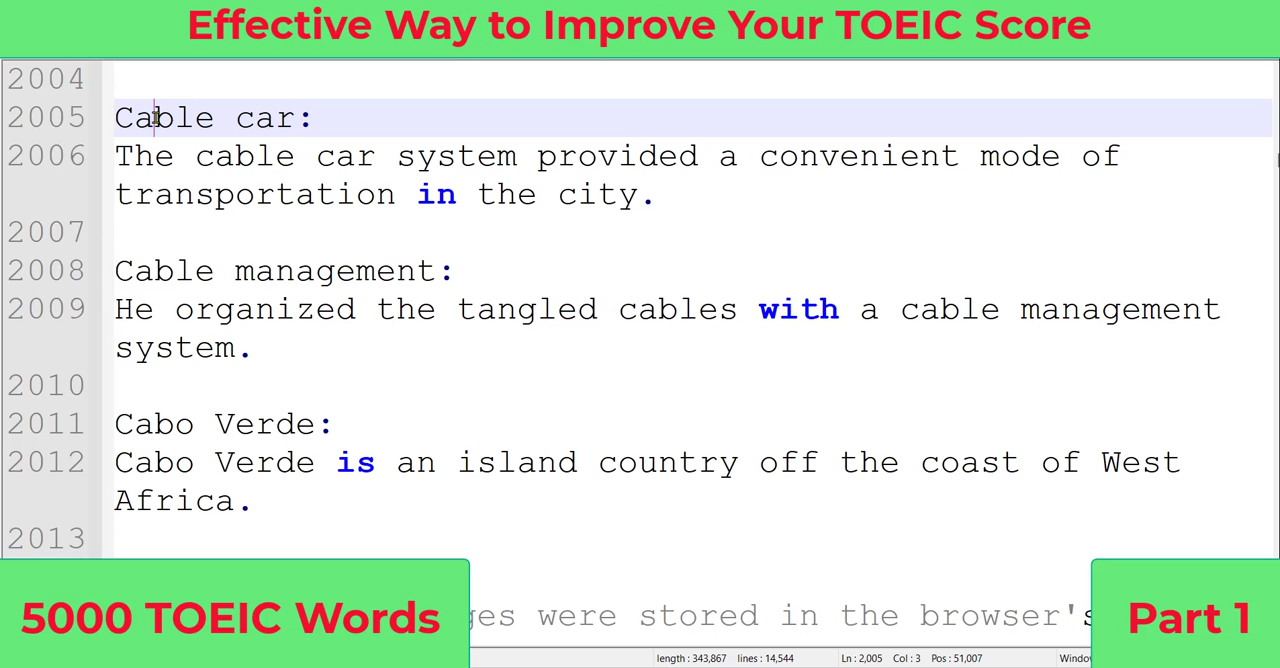 Effective Way to Improve Your TOEIC Score
2004
2005 Cable car:
2006 The cable car system provided a convenient mode of
transportation in the city.
2007
2008 Cable management:
2009 He organized the tangled cables with a cable management
system.
2010
2011 Cabo Verde:
2012 Cabo Verde is an island country off the coast of West
Africa.
2013
were stored in the browser's
5000 TOEIC Words
Part 1
length : 343,867 lines : 14,544 Ln : 2,005 Col : 3 Pos : 51,007